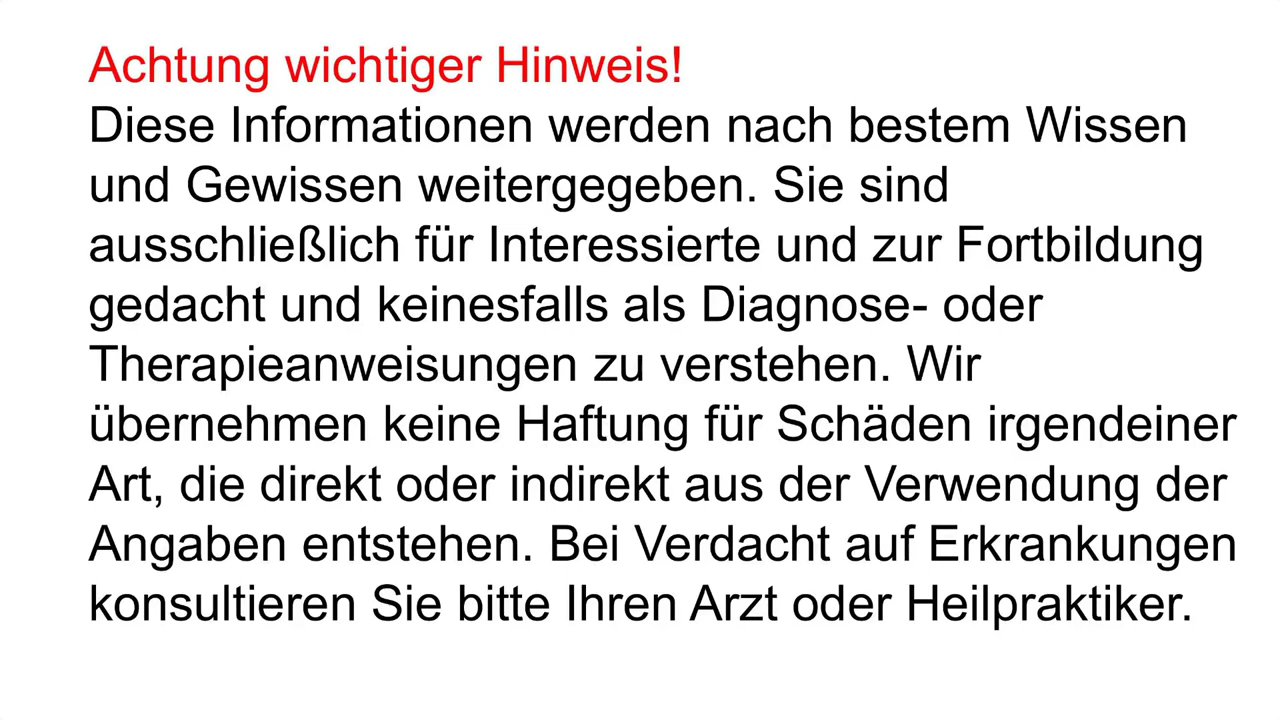 Achtung wichtiger Hinweis!
Diese Informationen werden nach bestem Wissen
und Gewissen weitergegeben. Sie sind
ausschließlich für Interessierte und zur Fortbildung
gedacht und keinesfalls als Diagnose- oder
Therapieanweisungen zu verstehen. Wir
übernehmen keine Haftung für Schäden irgendeiner
Art, die direkt oder indirekt aus der Verwendung der
Angaben entstehen. Bei Verdacht auf Erkrankungen
konsultieren Sie bitte Ihren Arzt oder Heilpraktiker.